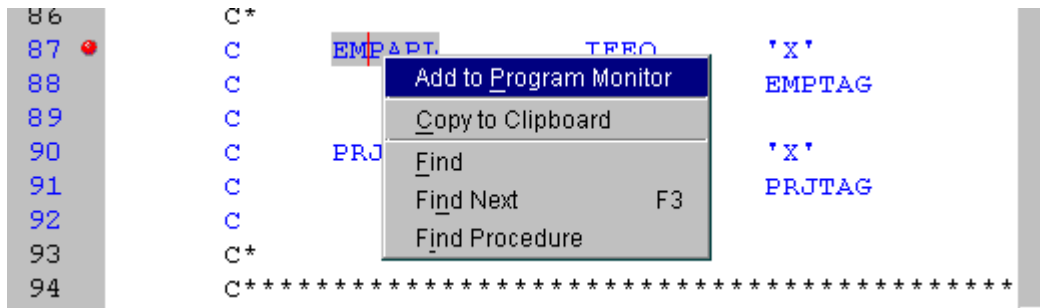 86 C*
87 C EMPAPL IFEQ 'X'
88 C EMPTAG
89 C
90 C PRJ 'X'
91 C PRJTAG
92 C
93 C*
94 C*******************************************
Add to Program Monitor
Copy to Clipboard
Find
Find Next F3
Find Procedure